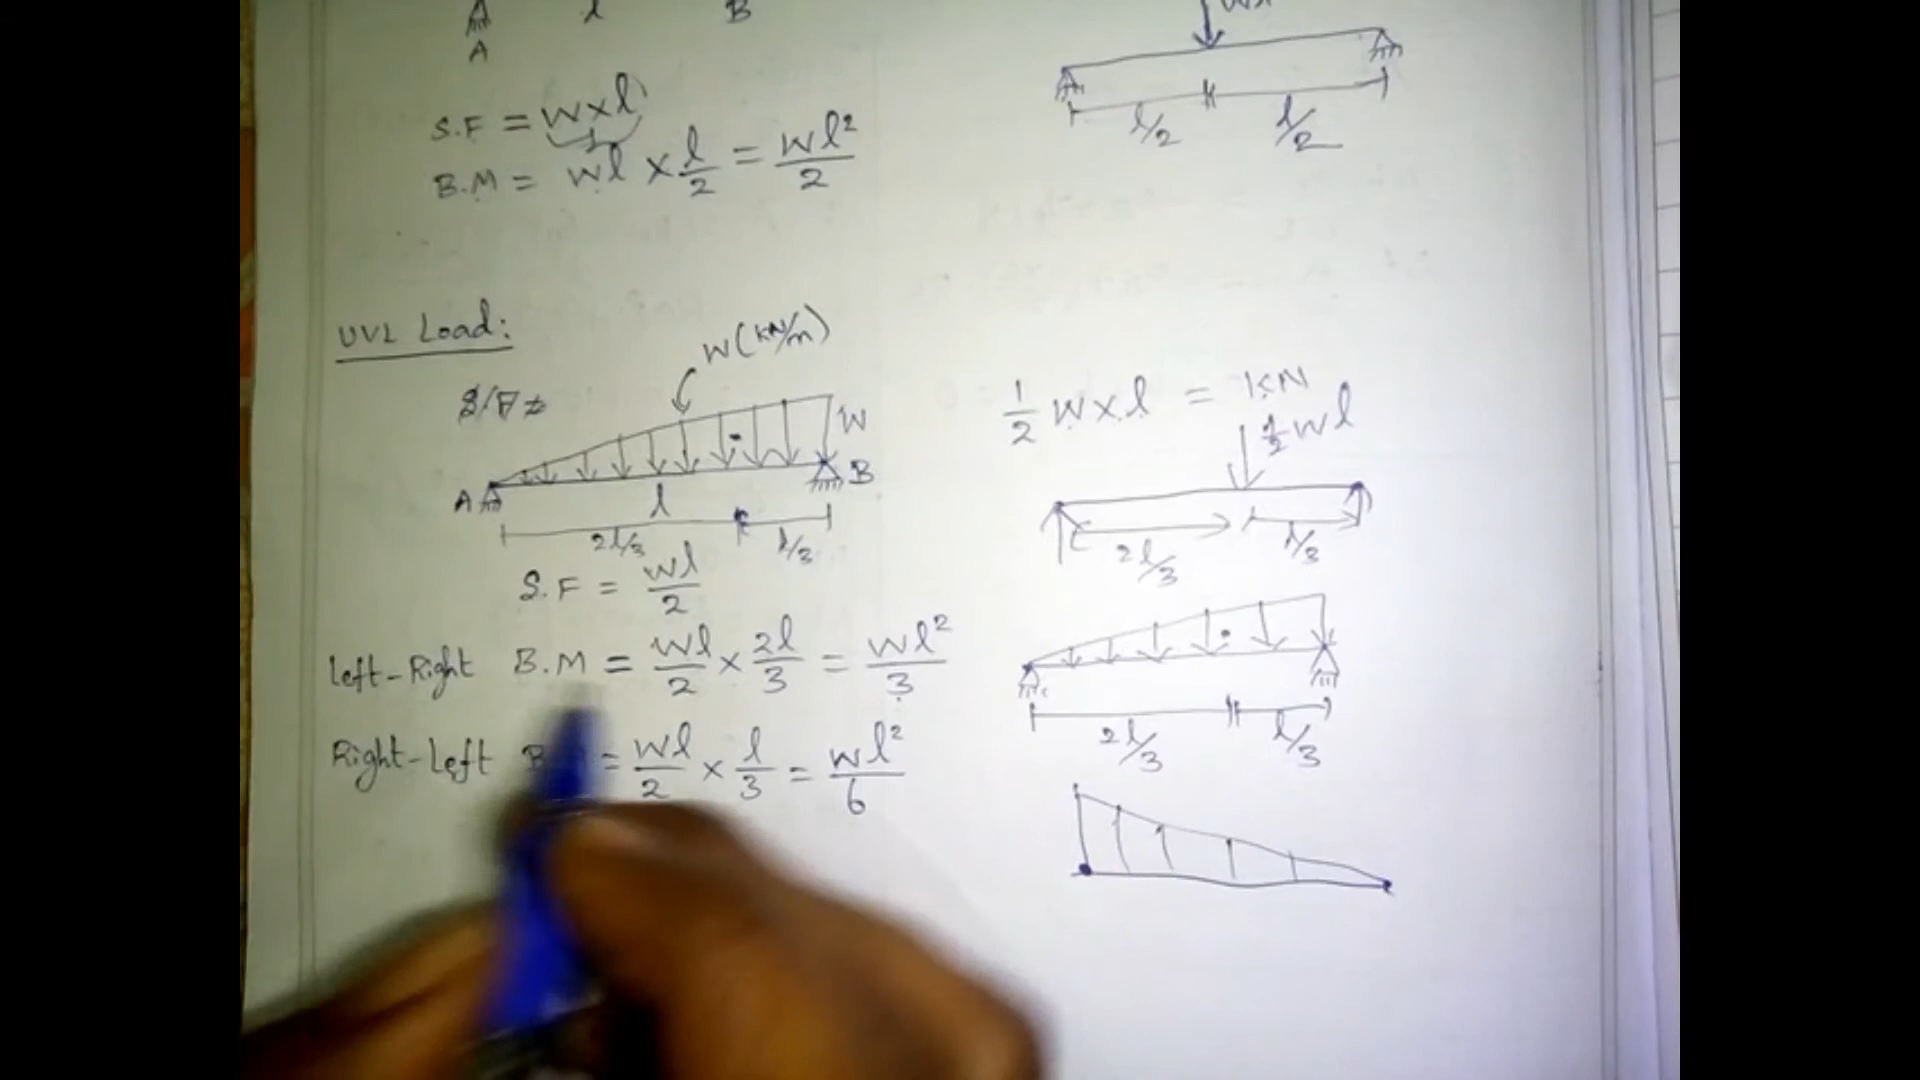 A l B
A
S.F = w×l
B.M = wl × l/2 = wl²/2
l/2 l/2
UVL Load:
W(kN/m)
W
A B
l
2l/3 l/3
S.F = wl/2
Left-Right B.M = wl/2 × 2l/3 = wl²/3
Right-Left = wl/2 × l/3 = wl²/6
1/2 w×l = kN
1/2 wl
2l/3 l/3
2l/3 l/3